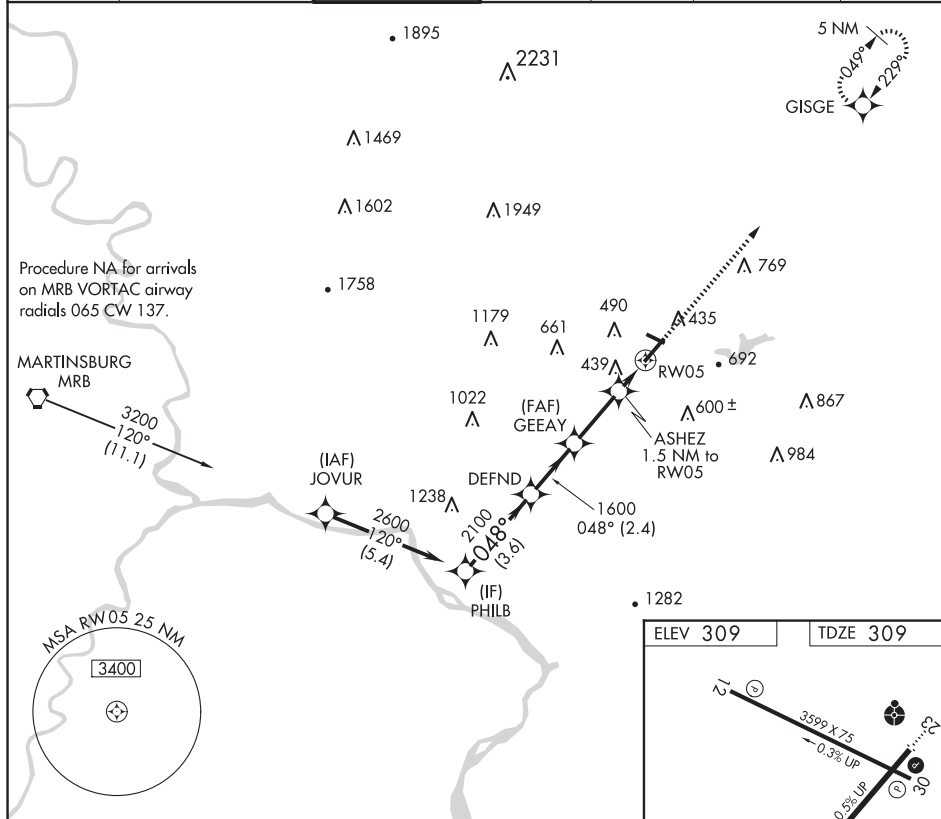 1895
2231
5 NM
049°
229°
GISGE
1469
1602
1949
Procedure NA for arrivals
on MRB VORTAC airway
radials 065 CW 137.
1758
769
1179
661
490
435
439
RW05
692
MARTINSBURG
MRB
3200
120°
(11.1)
1022
(FAF)
GEEAY
600 ±
867
ASHEZ
1.5 NM to
RW05
984
(IAF)
JOVUR
DEFND
1238
1600
048° (2.4)
2600
120°
(5.4)
2100
048°
(3.6)
(IF)
PHILB
1282
MSA RW05 25 NM
3400
ELEV 309
TDZE 309
12
P
3599 X 75
0.3% UP
23
P
P
30
0.5% UP